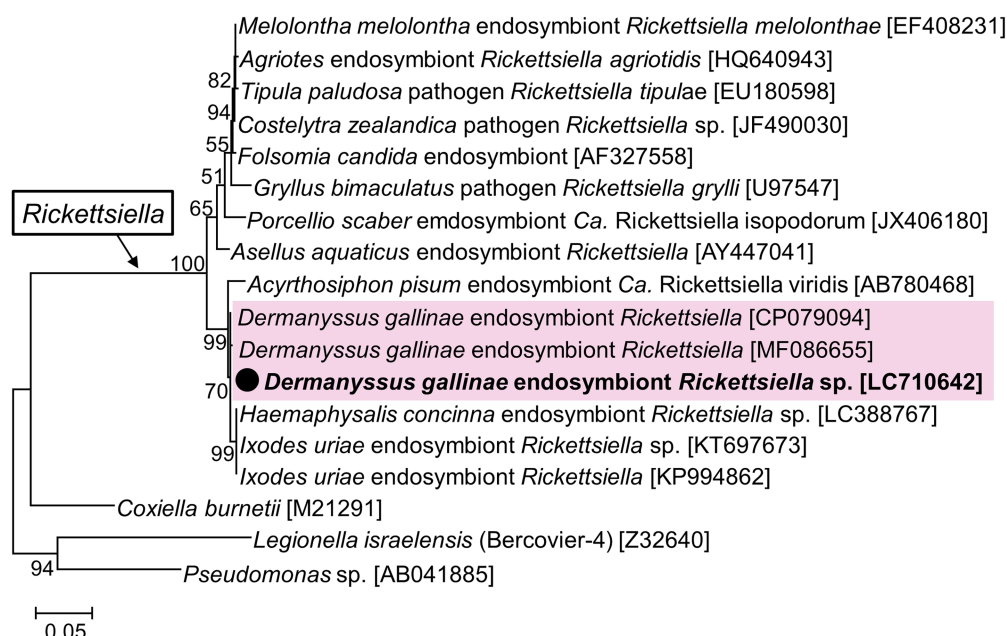 Melolontha melolontha endosymbiont Rickettsiella melolonthae [EF408231]
Agriotes endosymbiont Rickettsiella agriotidis [HQ640943]
82
Tipula paludosa pathogen Rickettsiella tipulae [EU180598]
94
Costelytra zealandica pathogen Rickettsiella sp. [JF490030]
55
Folsomia candida endosymbiont [AF327558]
51
Gryllus bimaculatus pathogen Rickettsiella grylli [U97547]
65
Rickettsiella
Porcellio scaber emdosymbiont Ca. Rickettsiella isopodorum [JX406180]
Asellus aquaticus endosymbiont Rickettsiella [AY447041]
100
Acyrthosiphon pisum endosymbiont Ca. Rickettsiella viridis [AB780468]
Dermanyssus gallinae endosymbiont Rickettsiella [CP079094]
99
Dermanyssus gallinae endosymbiont Rickettsiella [MF086655]
Dermanyssus gallinae endosymbiont Rickettsiella sp. [LC710642]
70
Haemaphysalis concinna endosymbiont Rickettsiella sp. [LC388767]
Ixodes uriae endosymbiont Rickettsiella sp. [KT697673]
99
Ixodes uriae endosymbiont Rickettsiella [KP994862]
Coxiella burnetii [M21291]
Legionella israelensis (Bercovier-4) [Z32640]
94
Pseudomonas sp. [AB041885]
0.05